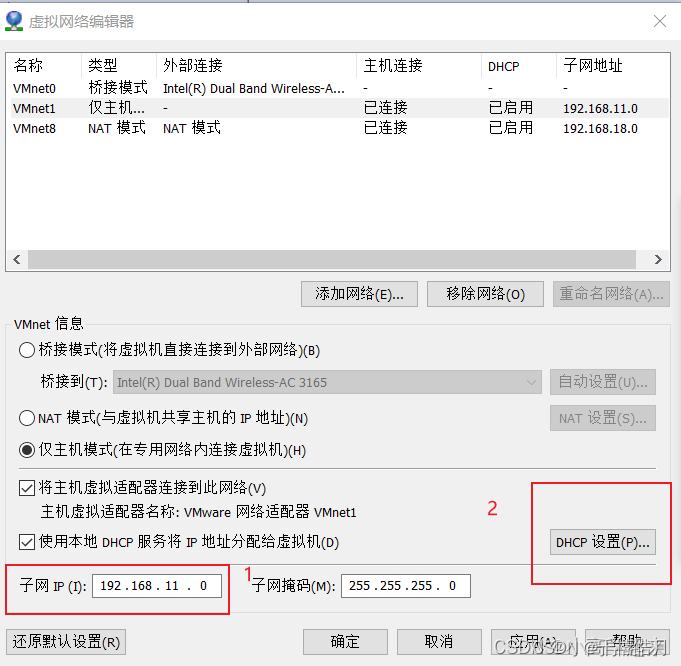 虚拟网络编辑器
名称 类型 外部连接 主机连接 DHCP 子网地址
VMnet0 桥接模式 Intel(R) Dual Band Wireless-A... - - -
VMnet1 仅主机... - 已连接 已启用 192.168.11.0
VMnet8 NAT 模式 NAT 模式 已连接 已启用 192.168.18.0
添加网络(E)... 移除网络(O) 重命名网络(A)...
VMnet 信息
桥接模式(将虚拟机直接连接到外部网络)(B)
桥接到(T): Intel(R) Dual Band Wireless-AC 3165 自动设置(U)...
NAT 模式(与虚拟机共享主机的 IP 地址)(N) NAT 设置(S)...
仅主机模式(在专用网络内连接虚拟机)(H)
将主机虚拟适配器连接到此网络(V)
主机虚拟适配器名称: VMware 网络适配器 VMnet1
2
使用本地 DHCP 服务将 IP 地址分配给虚拟机(D) DHCP 设置(P)...
子网 IP (I): 192.168.11.0 1 子网掩码(M): 255.255.255.0
还原默认设置(R) 确定 取消 应用(A) 帮助